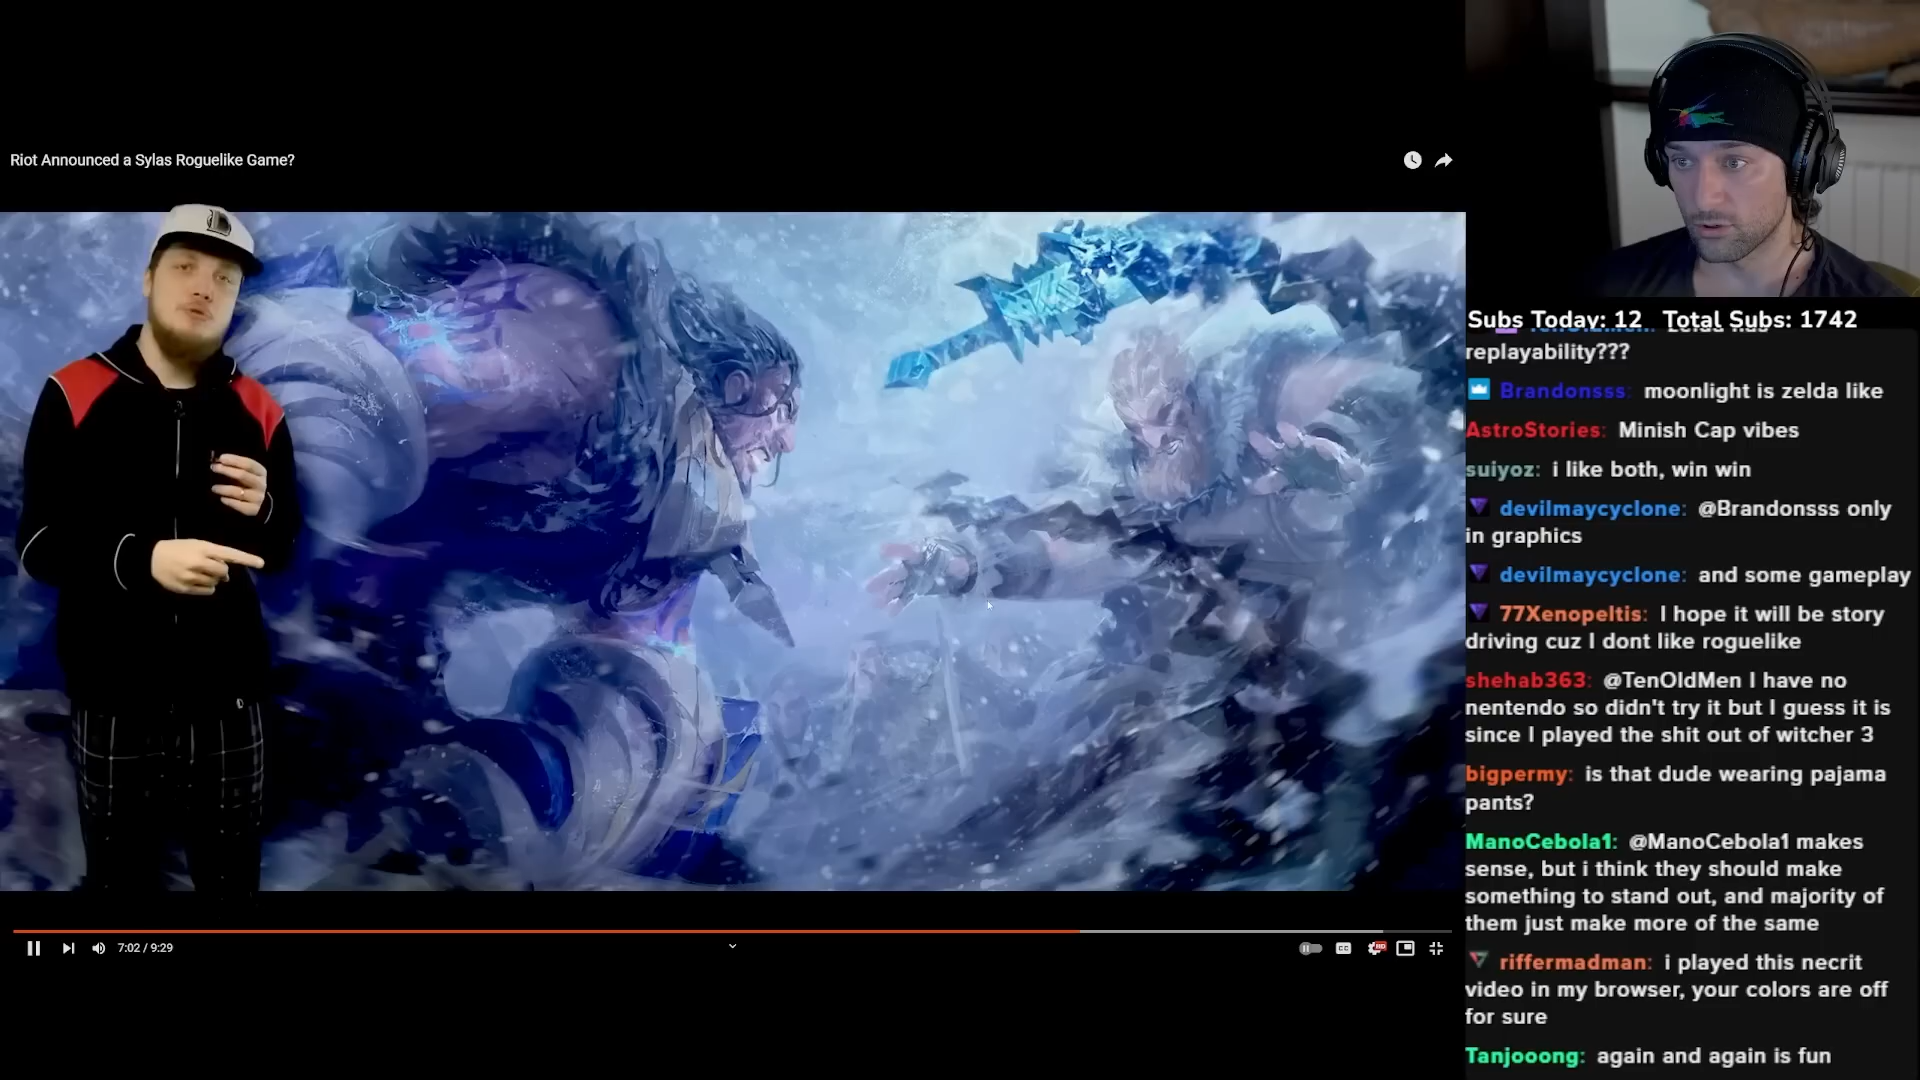 Riot Announced a Sylas Roguelike Game?
7:02 / 9:29
CC
HD
Subs Today: 12 Total Subs: 1742
replayability???
Brandonsss: moonlight is zelda like
AstroStories: Minish Cap vibes
suiyoz: i like both, win win
devilmaycyclone: @Brandonsss only
in graphics
devilmaycyclone: and some gameplay
77Xenopeltis: I hope it will be story
driving cuz I dont like roguelike
shehab363: @TenOldMen I have no
nentendo so didn't try it but I guess it is
since I played the shit out of witcher 3
bigpermy: is that dude wearing pajama
pants?
ManoCebola1: @ManoCebola1 makes
sense, but i think they should make
something to stand out, and majority of
them just make more of the same
riffermadman: i played this necrit
video in my browser, your colors are off
for sure
Tanjooong: again and again is fun